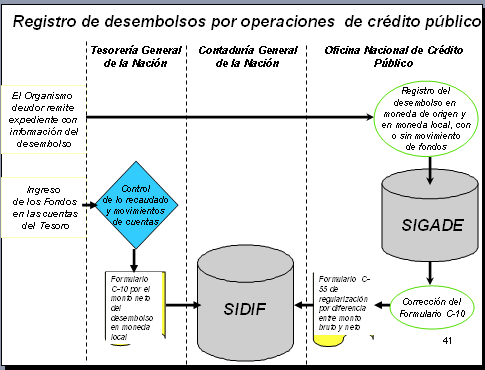 Registro de desembolsos por operaciones de crédito público
Tesorería General
de la Nación
Contaduría General
de la Nación
Oficina Nacional de Crédito
Público
El Organismo
deudor remite
expediente con
información del
desembolso
Registro del
desembolso en
moneda de origen y
en moneda local, con
o sin movimiento
de fondos
Ingreso
de los Fondos
en las cuentas
del Tesoro
Control
de lo recaudado
y movimientos
de cuentas
SIGADE
Formulario
C-10 por el
monto neto
del
desembolso
en moneda
local
SIDIF
Formulario C-
55 de
regularización
por diferencia
entre monto
bruto y neto
Corrección del
Formulario C-10
41